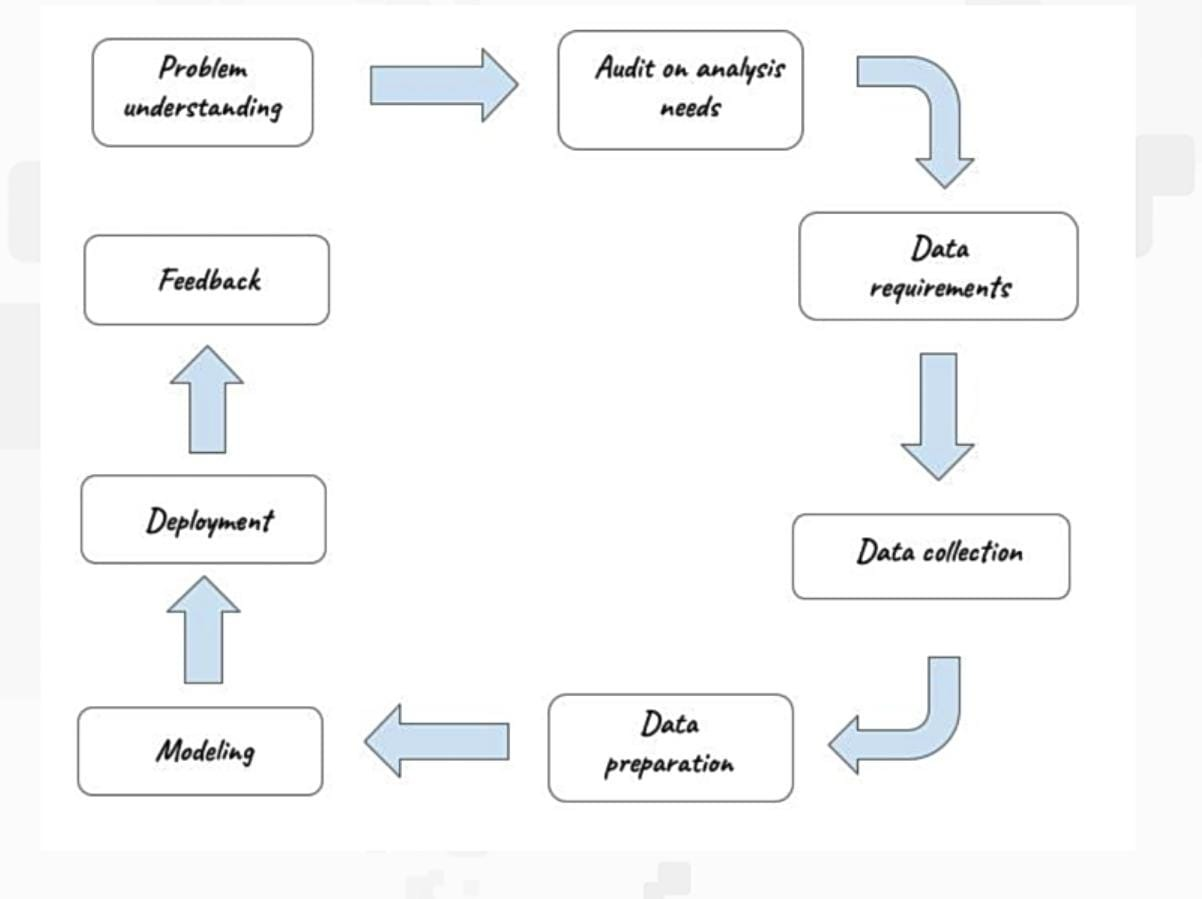 Problem
understanding
Audit on analysis
needs
Data
requirements
Data collection
Data
preparation
Modeling
Deployment
Feedback